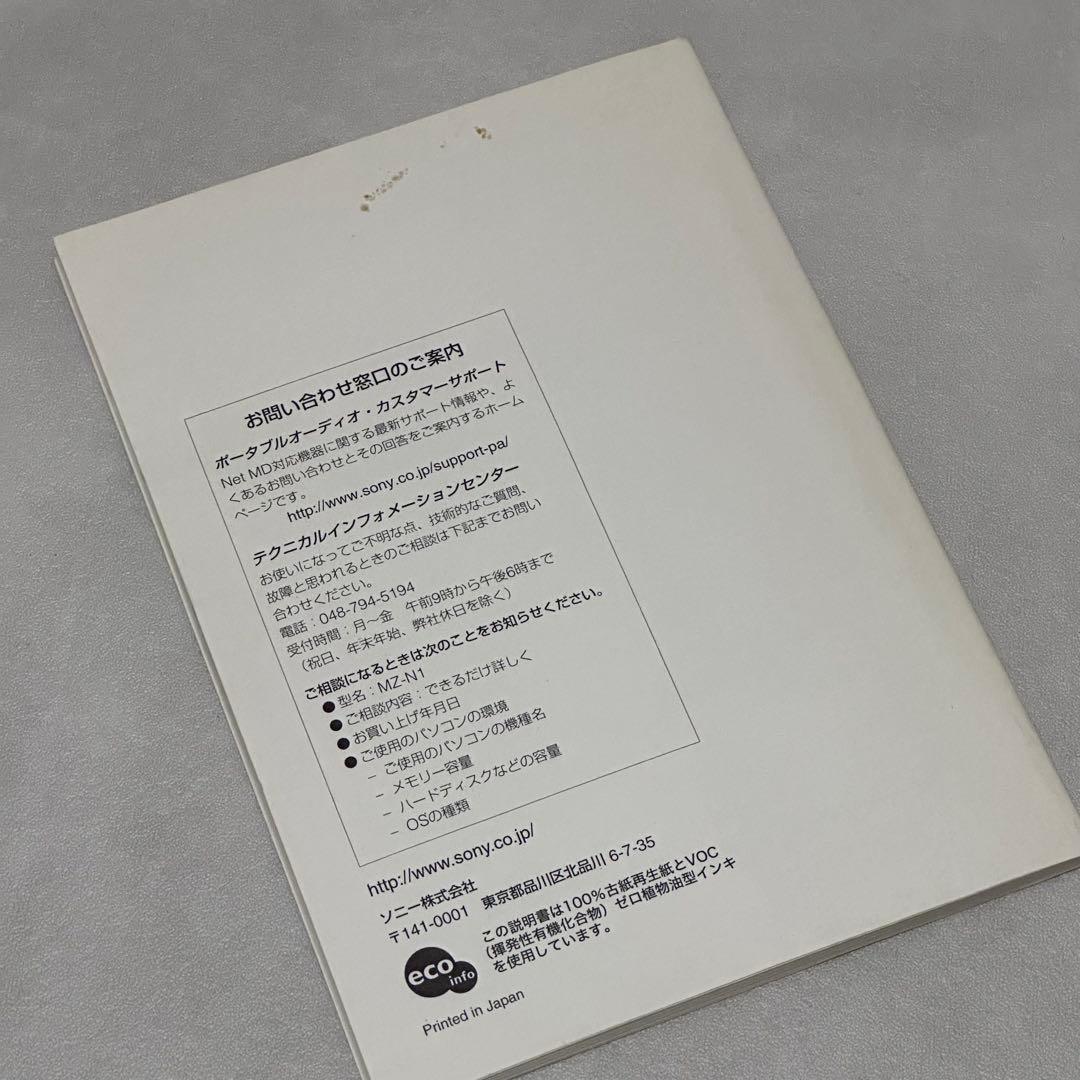 お問い合わせ窓口のご案内
ポータブルオーディオ・カスタマーサポート
Net MD対応機器に関する最新サポート情報や、よ
くあるお問い合わせとその回答をご案内するホーム
ページです。
http://www.sony.co.jp/support-pa/
テクニカルインフォメーションセンター
お使いになってご不明な点、技術的なご質問、
故障と思われるときのご相談は下記までお問い
合わせください。
電話：048-794-5194
受付時間：月〜金　午前9時から午後6時まで
（祝日、年末年始、弊社休日を除く）
ご相談になるときは次のことをお知らせください。
● 型名：MZ-N1
● ご相談内容：できるだけ詳しく
● お買い上げ年月日
● ご使用のパソコンの環境
– ご使用のパソコンの機種名
– メモリー容量
– ハードディスクなどの容量
– OSの種類
http://www.sony.co.jp/
ソニー株式会社
〒141-0001　東京都品川区北品川 6-7-35
この説明書は100%古紙再生紙とVOC
（揮発性有機化合物）ゼロ植物油型インキ
を使用しています。
eco info
Printed in Japan